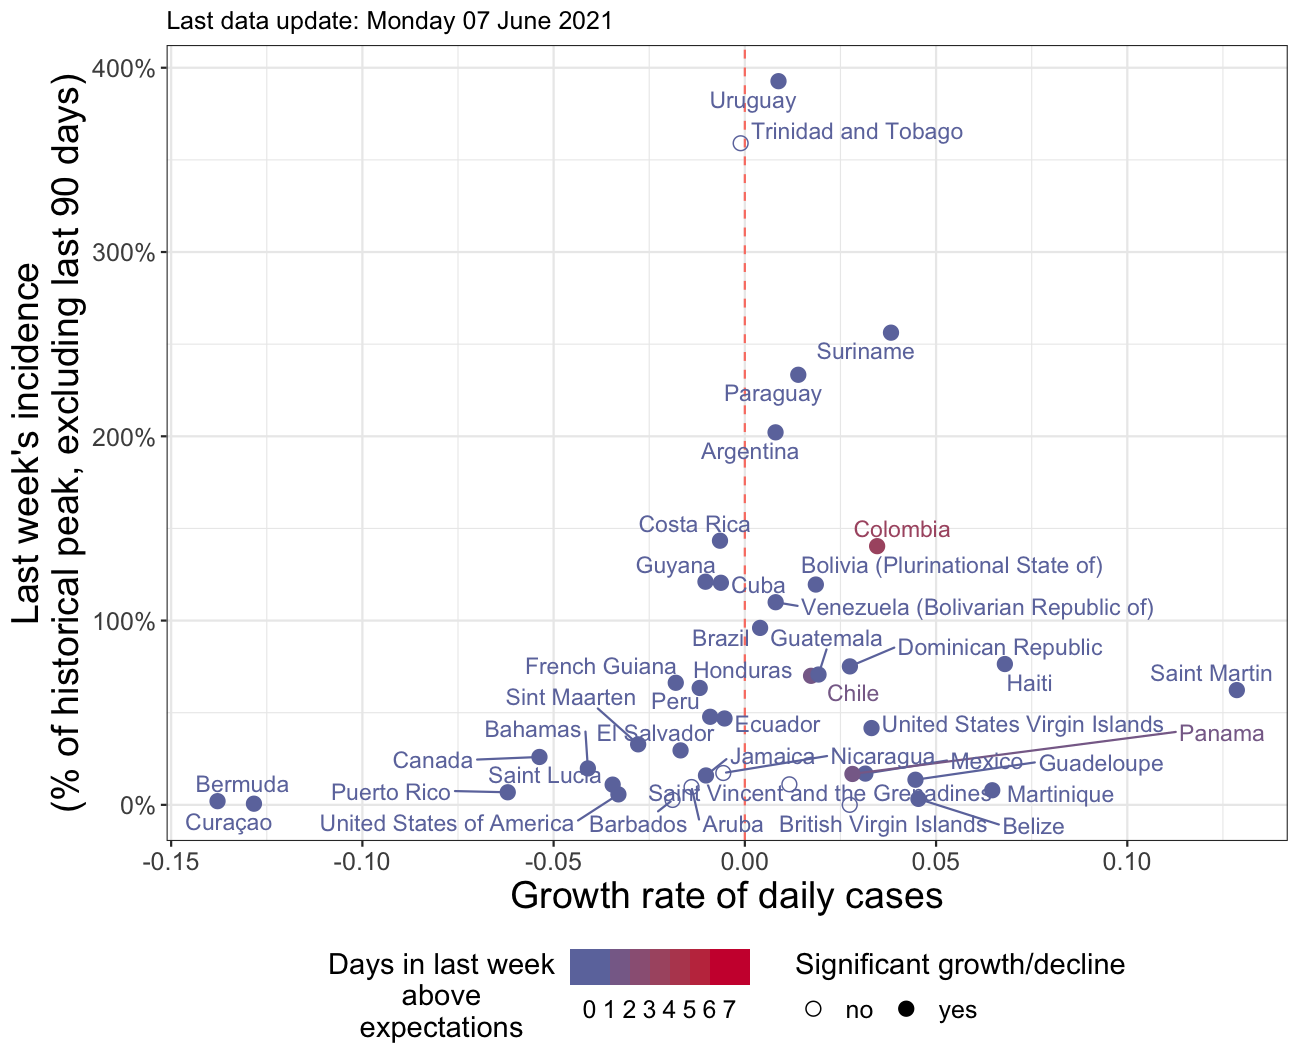 Last data update: Monday 07 June 2021
Last week's incidence
(% of historical peak, excluding last 90 days)
400%
300%
200%
100%
0%
Uruguay
Trinidad and Tobago
Suriname
Paraguay
Argentina
Costa Rica
Colombia
Guyana
Cuba
Bolivia (Plurinational State of)
Venezuela (Bolivarian Republic of)
Brazil
Guatemala
Dominican Republic
French Guiana
Honduras
Haiti
Saint Martin
Sint Maarten
Peru
Chile
Bahamas
El Salvador
Ecuador
United States Virgin Islands
Panama
Canada
Saint Lucia
Jamaica
Nicaragua
Mexico
Guadeloupe
Bermuda
Puerto Rico
Saint Vincent and the Grenadines
Martinique
Curaçao
United States of America
Barbados
Aruba
British Virgin Islands
Belize
-0.15
-0.10
-0.05
0.00
0.05
0.10
Growth rate of daily cases
Days in last week
above
expectations
0 1 2 3 4 5 6 7
Significant growth/decline
no
yes